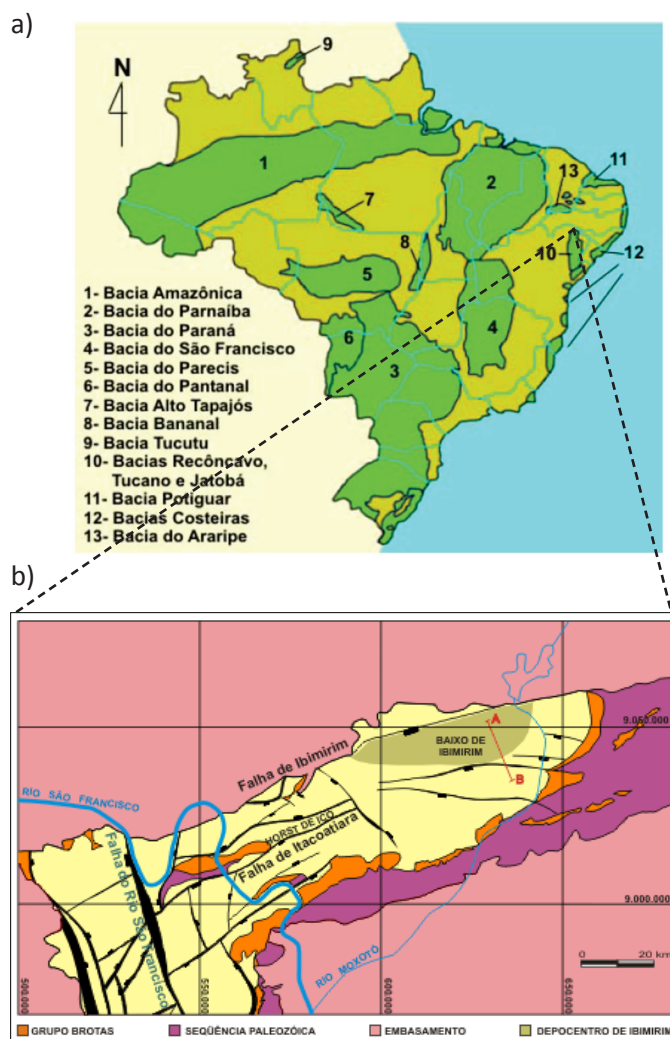 a)
N
1
2
3
4
5
6
7
8
9
10
11
12
13
1- Bacia Amazônica
2- Bacia do Parnaíba
3- Bacia do Paraná
4- Bacia do São Francisco
5- Bacia do Parecis
6- Bacia do Pantanal
7- Bacia Alto Tapajós
8- Bacia Bananal
9- Bacia Tucutu
10- Bacias Recôncavo,
Tucano e Jatobá
11- Bacia Potiguar
12- Bacias Costeiras
13- Bacia do Araripe
b)
A
9.050.000
BAIXO DE
IBIMIRIM
Falha de Ibimirim
B
RIO SÃO FRANCISCO
HORST DE ICÓ
Falha de Itacoatiara
Falha do Rio São Francisco
9.000.000
RIO MOXOTÓ
0
20 km
500.000
550.000
600.000
650.000
GRUPO BROTAS
SEQÜÊNCIA PALEOZÓICA
EMBASAMENTO
DEPOCENTRO DE IBIMIRIM